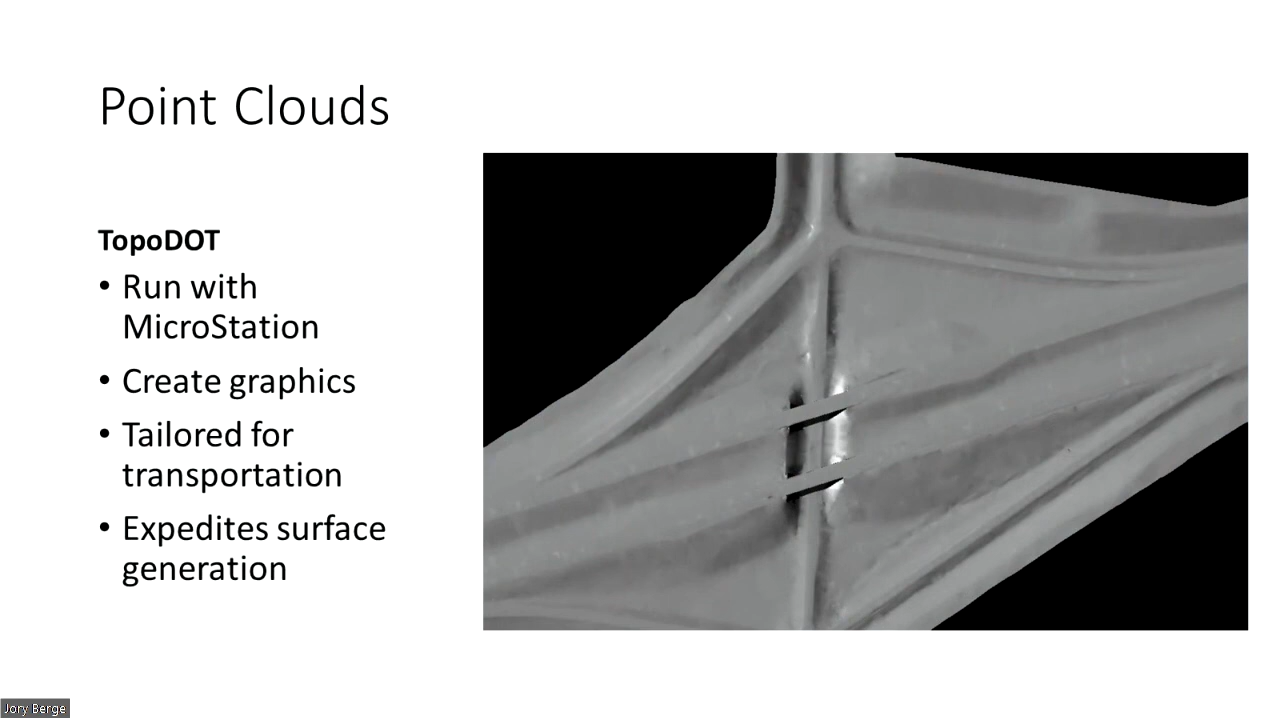 Point Clouds
TopoDOT
• Run with
MicroStation
• Create graphics
• Tailored for
transportation
• Expedites surface
generation
Jory Berge